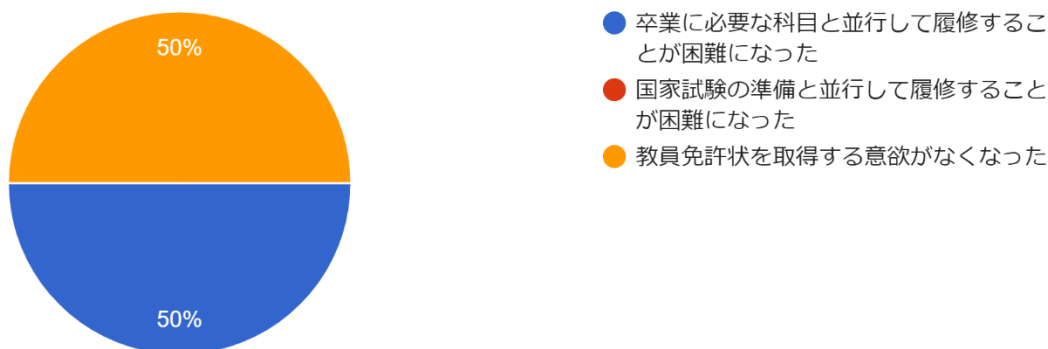 50%
50%
卒業に必要な科目と並行して履修するこ
とが困難になった
国家試験の準備と並行して履修すること
が困難になった
教員免許状を取得する意欲がなくなった